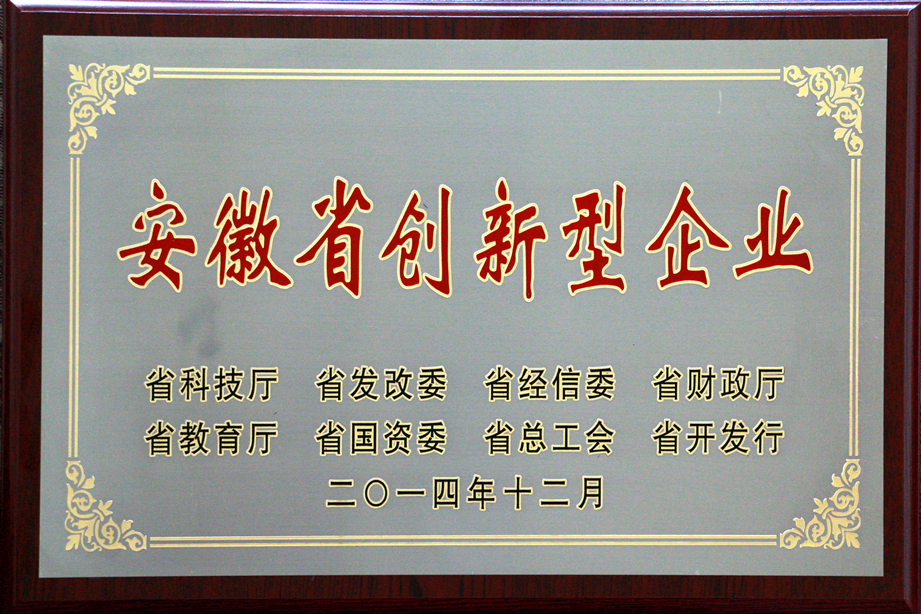 安徽省创新型企业
省科技厅 省发改委 省经信委 省财政厅
省教育厅 省国资委 省总工会 省开发行
二〇一四年十二月